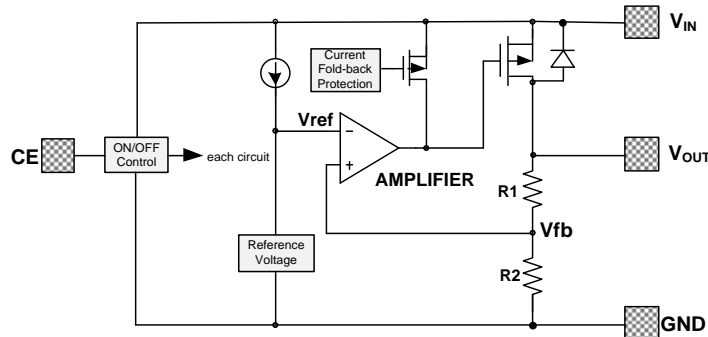 V_IN
Current
Fold-back
Protection
Vref
−
+
AMPLIFIER
CE
ON/OFF
Control
each circuit
V_OUT
R1
Vfb
Reference
Voltage
R2
GND